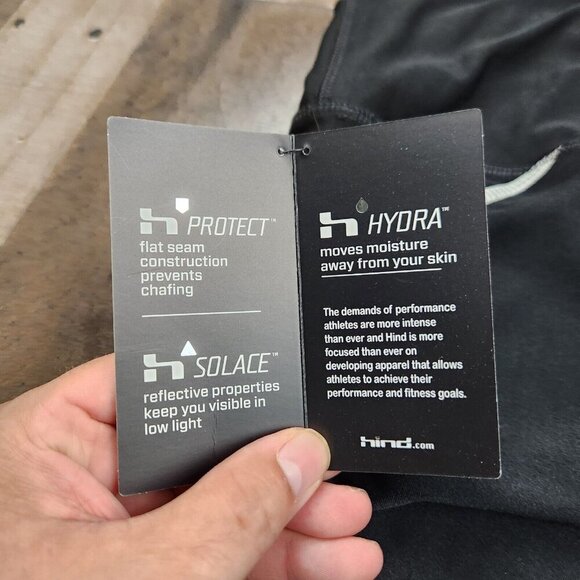 h PROTECT™
flat seam
construction
prevents
chafing
h SOLACE™
reflective properties
keep you visible in
low light
h HYDRA™
moves moisture
away from your skin
The demands of performance
athletes are more intense
than ever and Hind is more
focused than ever on
developing apparel that allows
athletes to achieve their
performance and fitness goals.
hind.com